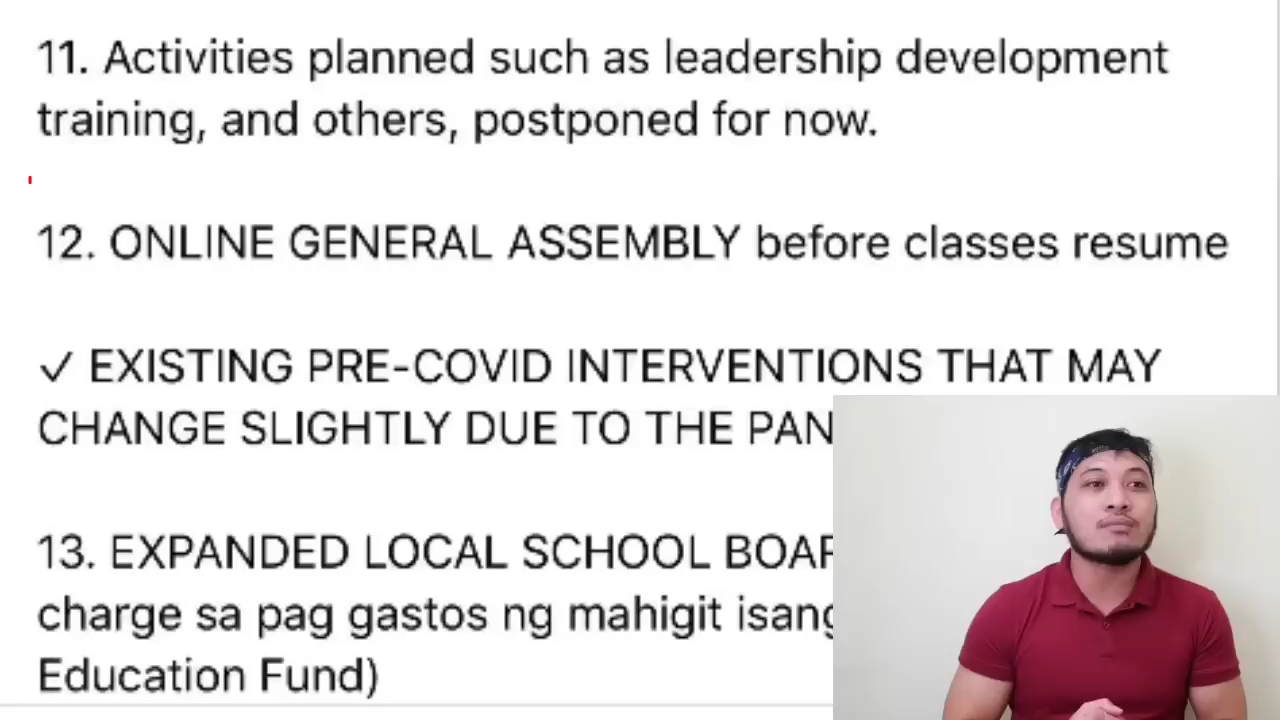 11. Activities planned such as leadership development
training, and others, postponed for now.
12. ONLINE GENERAL ASSEMBLY before classes resume
✓ EXISTING PRE-COVID INTERVENTIONS THAT MAY
CHANGE SLIGHTLY DUE TO THE PAN
13. EXPANDED LOCAL SCHOOL
charge sa pag gastos ng mahigit isang
Education Fund)